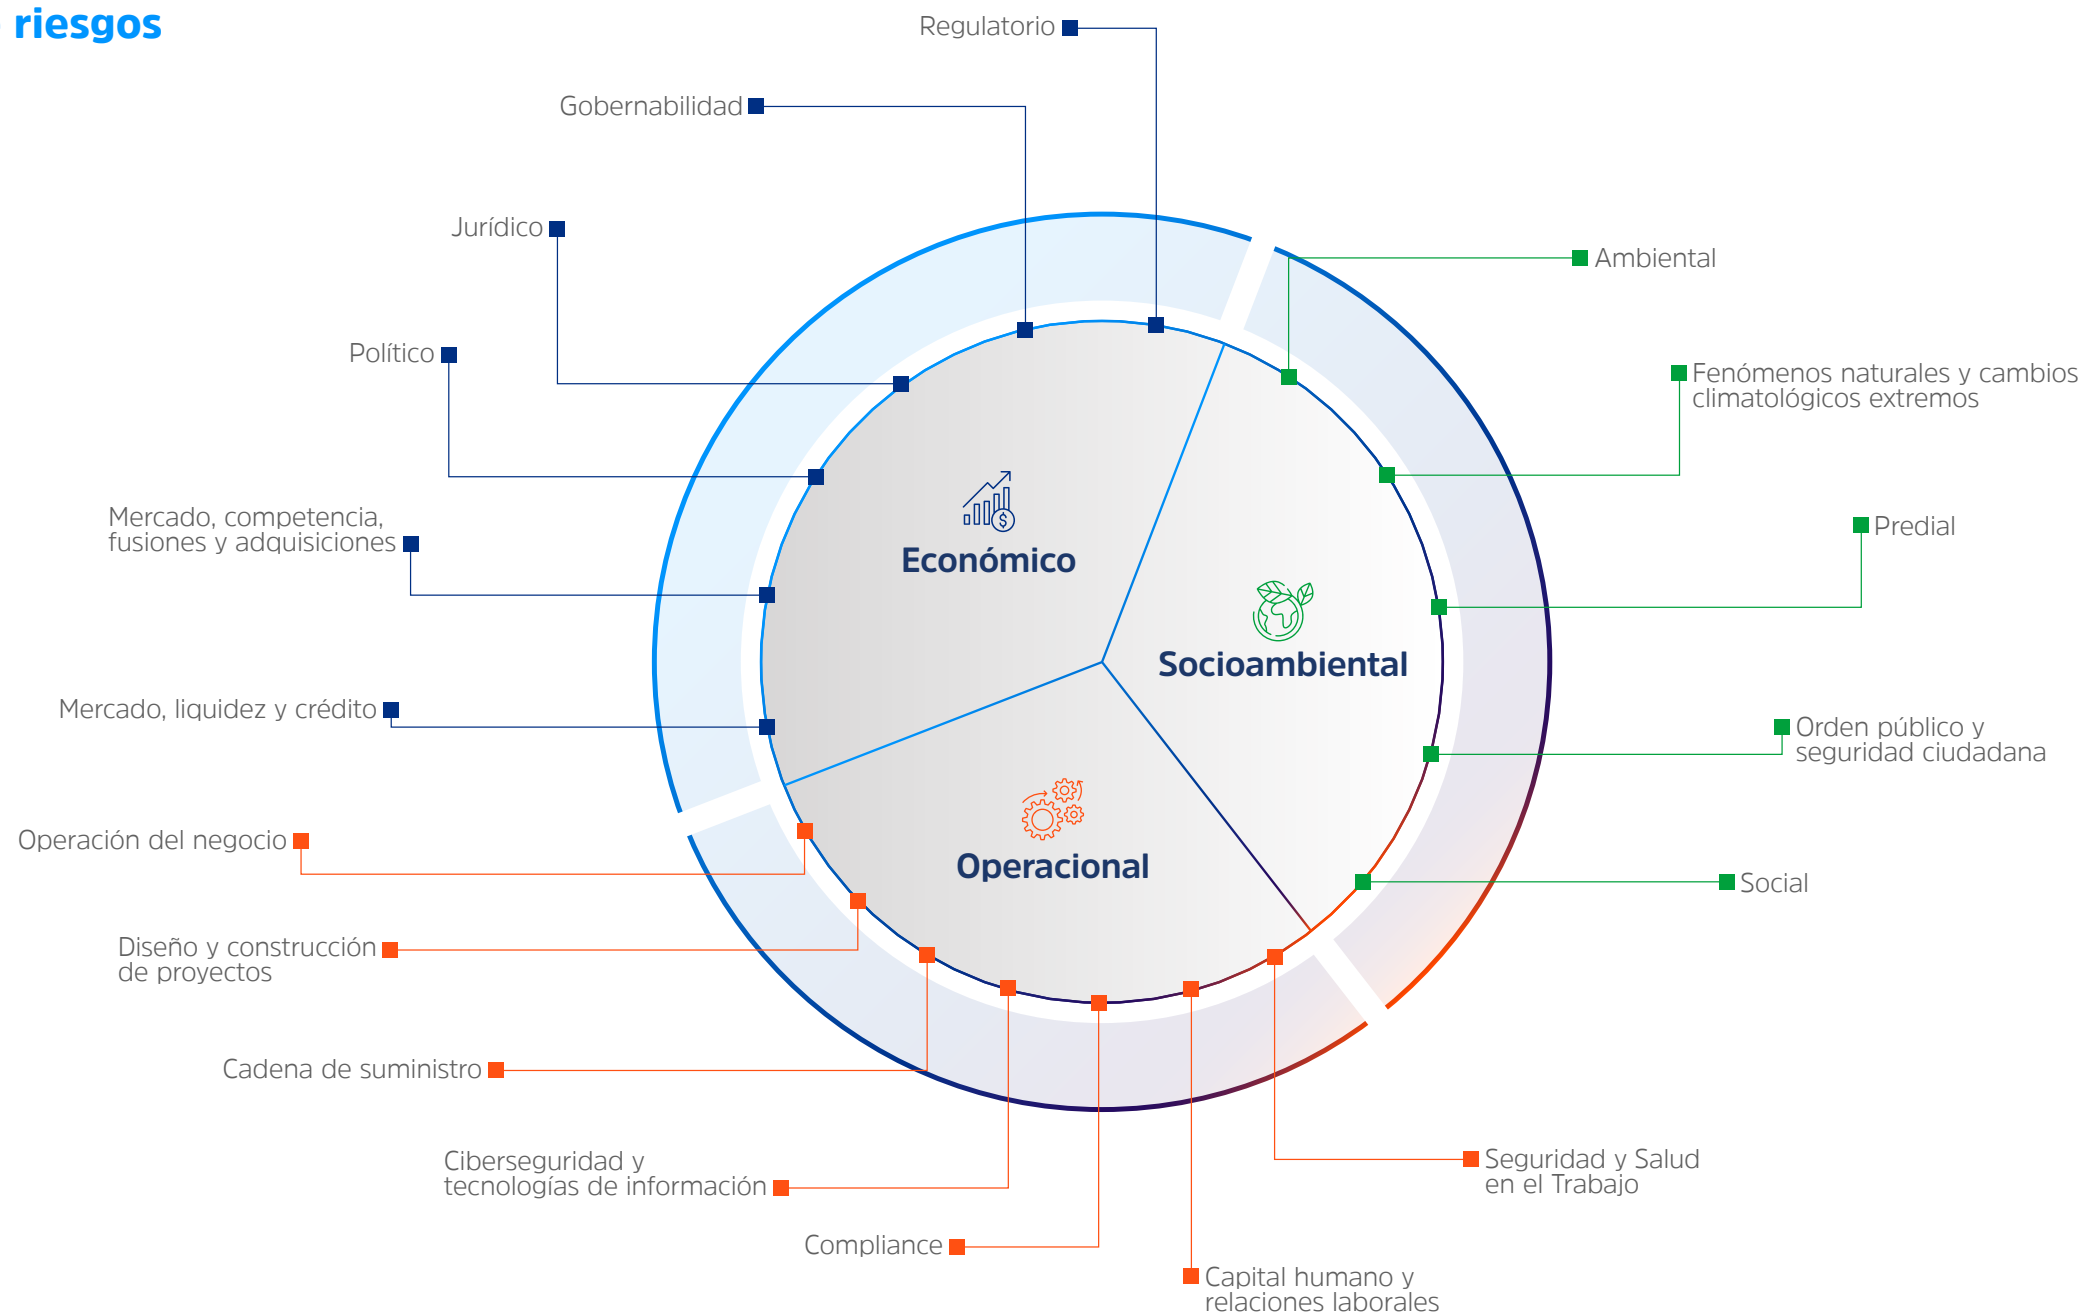 riesgos
Regulatorio
Gobernabilidad
Jurídico
Político
Mercado, competencia,
fusiones y adquisiciones
Mercado, liquidez y crédito
Ambiental
Fenómenos naturales y cambios
climatológicos extremos
Predial
Orden público y
seguridad ciudadana
Social
Económico
Socioambiental
Operacional
Operación del negocio
Diseño y construcción
de proyectos
Cadena de suministro
Ciberseguridad y
tecnologías de información
Compliance
Capital humano y
relaciones laborales
Seguridad y Salud
en el Trabajo